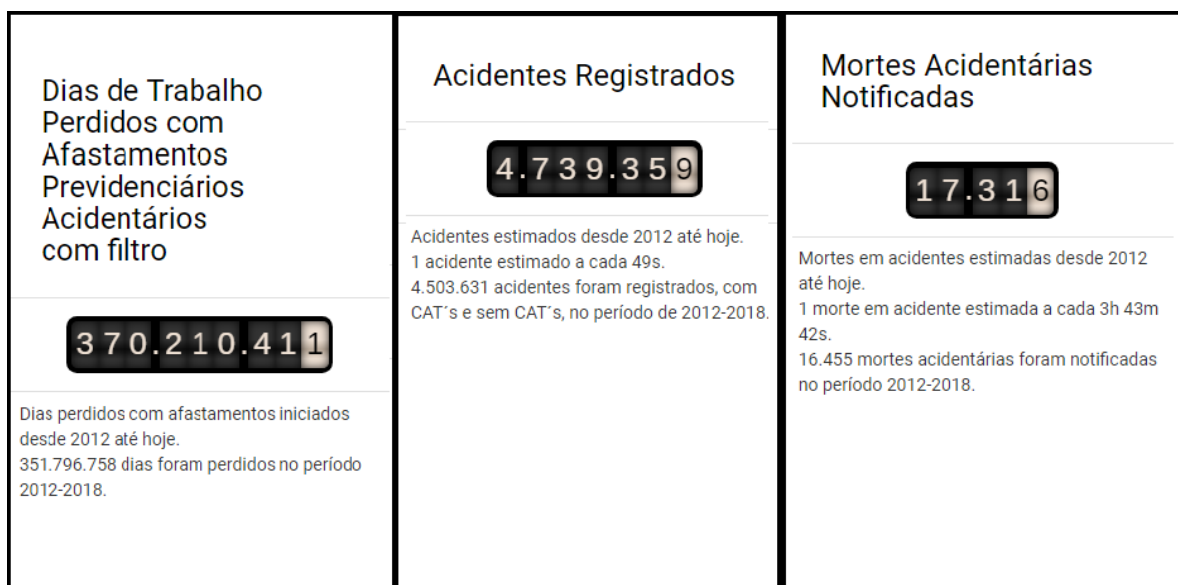 Dias de Trabalho
Perdidos com
Afastamentos
Previdenciários
Acidentários
com filtro
370.210.411
Dias perdidos com afastamentos iniciados
desde 2012 até hoje.
351.796.758 dias foram perdidos no período
2012-2018.
Acidentes Registrados
4.739.359
Acidentes estimados desde 2012 até hoje.
1 acidente estimado a cada 49s.
4.503.631 acidentes foram registrados, com
CAT´s e sem CAT´s, no período de 2012-2018.
Mortes Acidentárias
Notificadas
17.316
Mortes em acidentes estimadas desde 2012
até hoje.
1 morte em acidente estimada a cada 3h 43m
42s.
16.455 mortes acidentárias foram notificadas
no período 2012-2018.